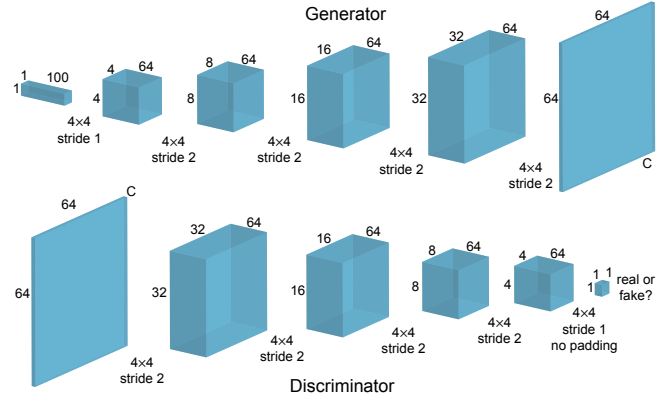 Generator
1
100
1
4×4
stride 1
4
64
4
4×4
stride 2
8
64
8
4×4
stride 2
16
64
16
4×4
stride 2
32
64
32
4×4
stride 2
64
64
C
64
C
64
4×4
stride 2
32
64
32
4×4
stride 2
16
64
16
4×4
stride 2
8
64
8
4×4
stride 2
4
64
4
4×4
stride 1
no padding
1
1
1
real or
fake?
Discriminator